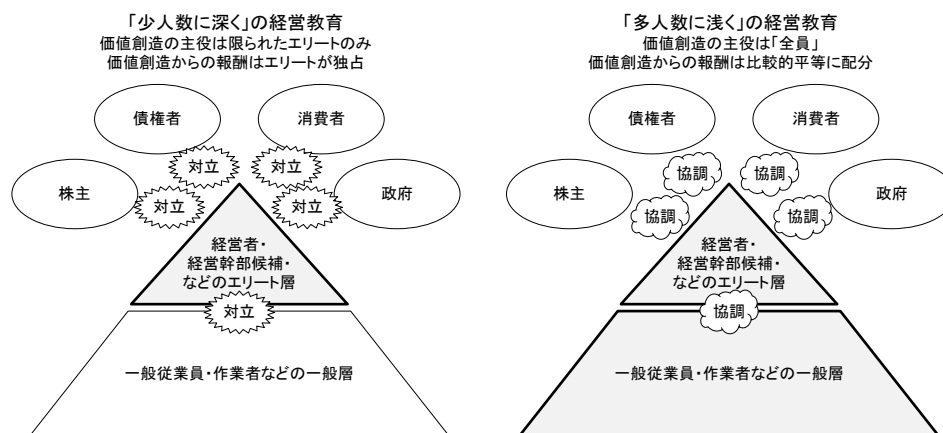 「少人数に深く」の経営教育
価値創造の主役は限られたエリートのみ
価値創造からの報酬はエリートが独占
債権者
消費者
対立
対立
株主
対立
対立
政府
経営者・
経営幹部候補・
などのエリート層
対立
一般従業員・作業者などの一般層
「多人数に浅く」の経営教育
価値創造の主役は「全員」
価値創造からの報酬は比較的平等に配分
債権者
消費者
協調
協調
株主
協調
協調
政府
経営者・
経営幹部候補・
などのエリート層
協調
一般従業員・作業者などの一般層